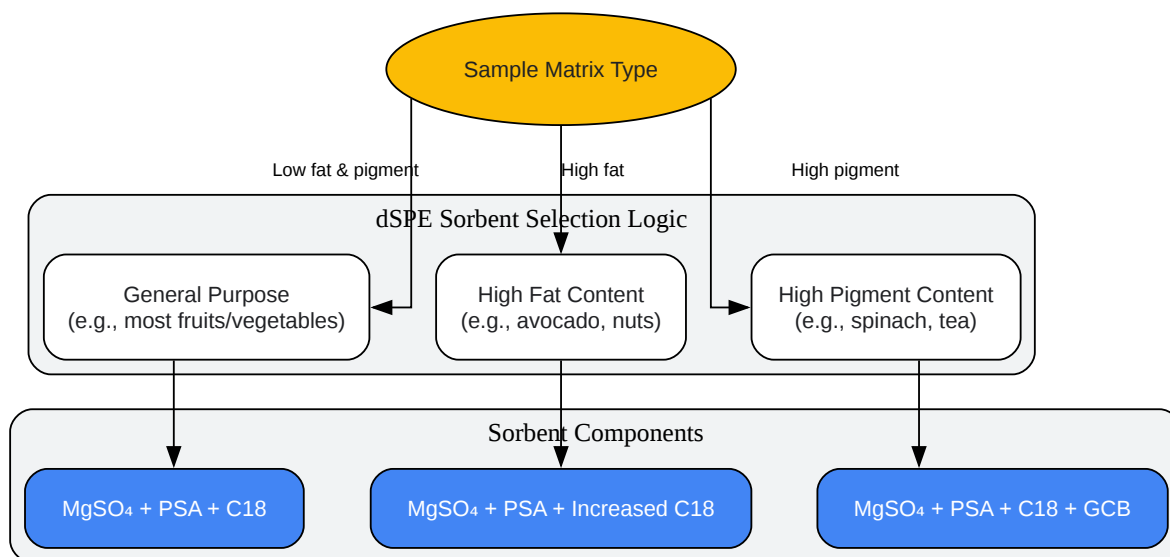 Sample Matrix Type
Low fat & pigment
High fat
High pigment
dSPE Sorbent Selection Logic
General Purpose
(e.g., most fruits/vegetables)
High Fat Content
(e.g., avocado, nuts)
High Pigment Content
(e.g., spinach, tea)
Sorbent Components
MgSO₄ + PSA + C18
MgSO₄ + PSA + Increased C18
MgSO₄ + PSA + C18 + GCB